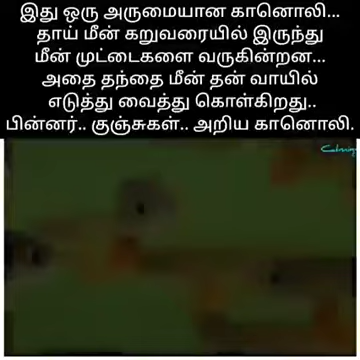 இது ஒரு அருமையான கானொலி...
தாய் மீன் கறுவரையில் இருந்து
மீன் முட்டைகளை வருகின்றன...
அதை தந்தை மீன் தன் வாயில்
எடுத்து வைத்து கொள்கிறது..
பின்னர்.. குஞ்சுகள்.. அறிய கானொலி.